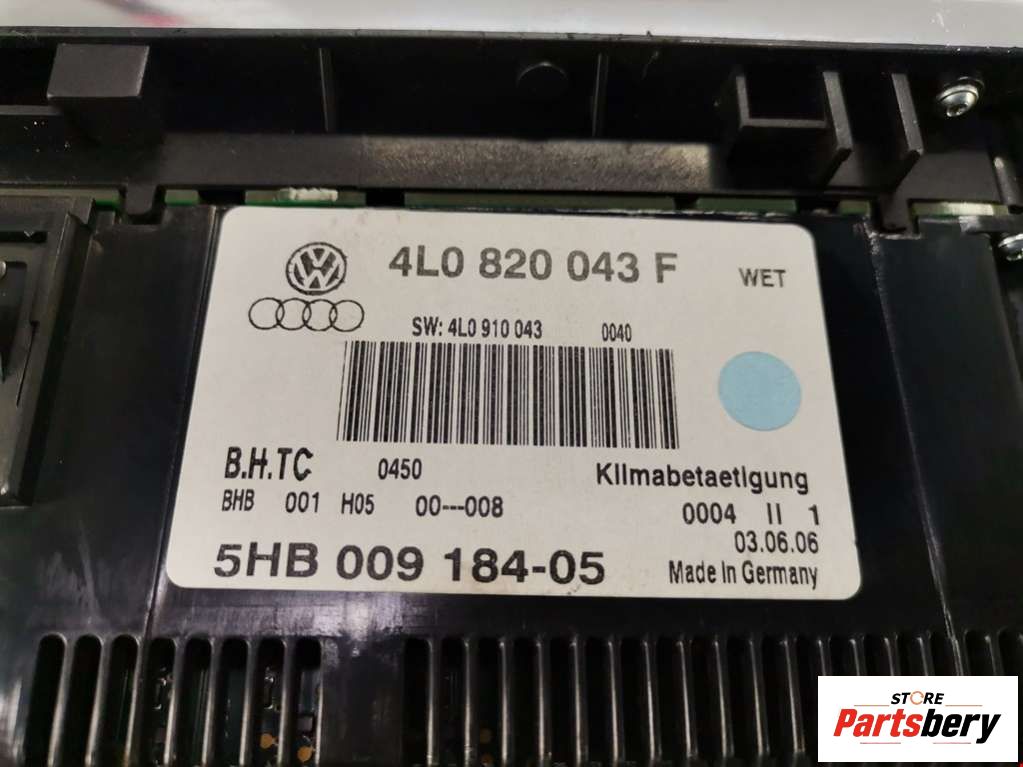 4L0 820 043 F
WET
SW: 4L0 910 043 0040
B.H.TC 0450 Klimabetaetigung
BHB 001 H05 00---008 0004 II 1
03.06.06
5HB 009 184-05 Made in Germany
STORE
Partsbery